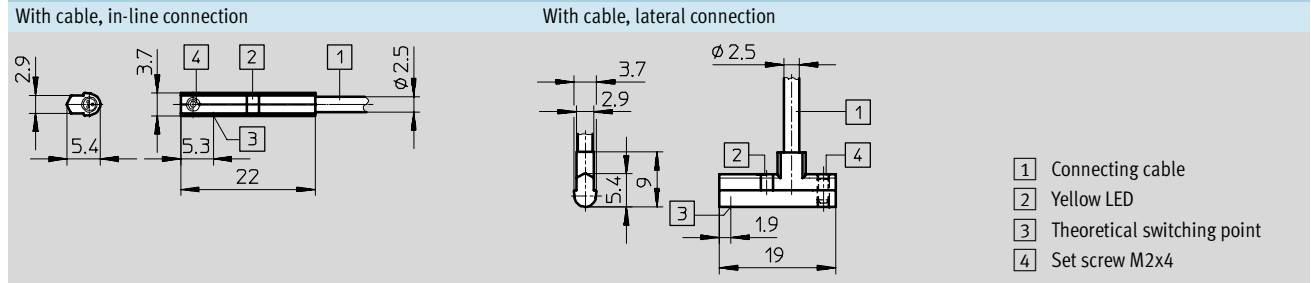 With cable, in-line connection
With cable, lateral connection
2.9
5.4
3.7
4
2
1
Ø 2.5
5.3
3
22
Ø 2.5
3.7
2.9
1
2
4
5.4
9
3
1.9
19
1 Connecting cable
2 Yellow LED
3 Theoretical switching point
4 Set screw M2x4